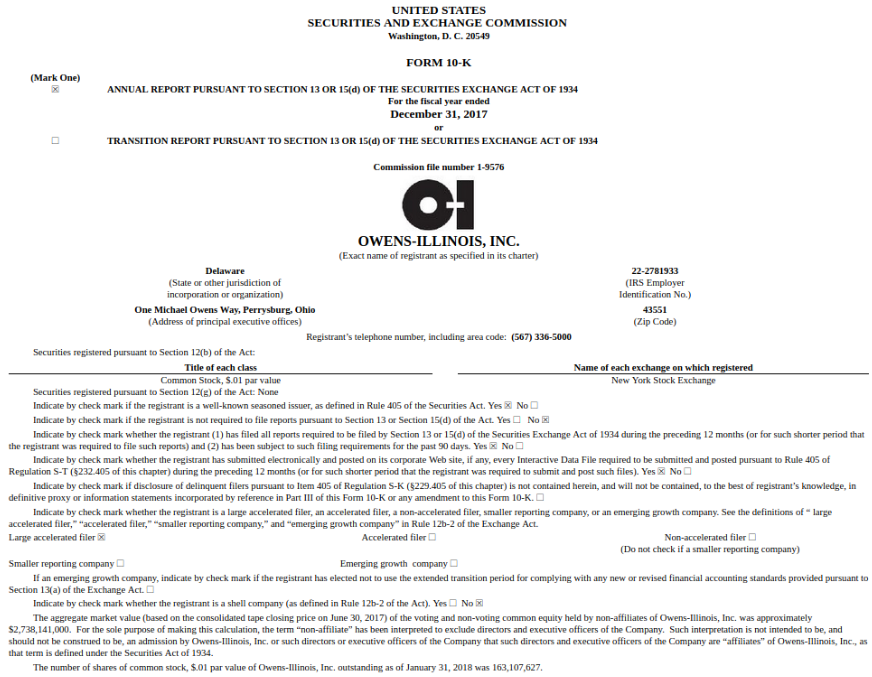 UNITED STATES
SECURITIES AND EXCHANGE COMMISSION
Washington, D. C. 20549
FORM 10-K
(Mark One)
☒ ANNUAL REPORT PURSUANT TO SECTION 13 OR 15(d) OF THE SECURITIES EXCHANGE ACT OF 1934
For the fiscal year ended
December 31, 2017
or
☐ TRANSITION REPORT PURSUANT TO SECTION 13 OR 15(d) OF THE SECURITIES EXCHANGE ACT OF 1934
Commission file number 1-9576
OI
OWENS-ILLINOIS, INC.
(Exact name of registrant as specified in its charter)
Delaware 22-2781933
(State or other jurisdiction of (IRS Employer
incorporation or organization) Identification No.)
One Michael Owens Way, Perrysburg, Ohio 43551
(Address of principal executive offices) (Zip Code)
Registrant's telephone number, including area code: (567) 336-5000
Securities registered pursuant to Section 12(b) of the Act:
Title of each class Name of each exchange on which registered
Common Stock, $.01 par value New York Stock Exchange
Securities registered pursuant to Section 12(g) of the Act: None
Indicate by check mark if the registrant is a well-known seasoned issuer, as defined in Rule 405 of the Securities Act. Yes ☒ No ☐
Indicate by check mark if the registrant is not required to file reports pursuant to Section 13 or Section 15(d) of the Act. Yes ☐ No ☒
Indicate by check mark whether the registrant (1) has filed all reports required to be filed by Section 13 or 15(d) of the Securities Exchange Act of 1934 during the preceding 12 months (or for such shorter period that
the registrant was required to file such reports) and (2) has been subject to such filing requirements for the past 90 days. Yes ☒ No ☐
Indicate by check mark whether the registrant has submitted electronically and posted on its corporate Web site, if any, every Interactive Data File required to be submitted and posted pursuant to Rule 405 of
Regulation S-T (§232.405 of this chapter) during the preceding 12 months (or for such shorter period that the registrant was required to submit and post such files). Yes ☒ No ☐
Indicate by check mark if disclosure of delinquent filers pursuant to Item 405 of Regulation S-K (§229.405 of this chapter) is not contained herein, and will not be contained, to the best of registrant's knowledge, in
definitive proxy or information statements incorporated by reference in Part III of this Form 10-K or any amendment to this Form 10-K. ☐
Indicate by check mark whether the registrant is a large accelerated filer, an accelerated filer, a non-accelerated filer, smaller reporting company, or an emerging growth company. See the definitions of " large
accelerated filer," "accelerated filer," "smaller reporting company," and "emerging growth company" in Rule 12b-2 of the Exchange Act.
Large accelerated filer ☒ Accelerated filer ☐ Non-accelerated filer ☐
(Do not check if a smaller reporting company)
Smaller reporting company ☐ Emerging growth company ☐
If an emerging growth company, indicate by check mark if the registrant has elected not to use the extended transition period for complying with any new or revised financial accounting standards provided pursuant to
Section 13(a) of the Exchange Act. ☐
Indicate by check mark whether the registrant is a shell company (as defined in Rule 12b-2 of the Act). Yes ☐ No ☒
The aggregate market value (based on the consolidated tape closing price on June 30, 2017) of the voting and non-voting common equity held by non-affiliates of Owens-Illinois, Inc. was approximately
$2,738,141,000. For the sole purpose of making this calculation, the term "non-affiliate" has been interpreted to exclude directors and executive officers of the Company. Such interpretation is not intended to be, and
should not be construed to be, an admission by Owens-Illinois, Inc. or such directors or executive officers of the Company that such directors and executive officers of the Company are "affiliates" of Owens-Illinois, Inc., as
that term is defined under the Securities Act of 1934.
The number of shares of common stock, $.01 par value of Owens-Illinois, Inc. outstanding as of January 31, 2018 was 163,107,627.